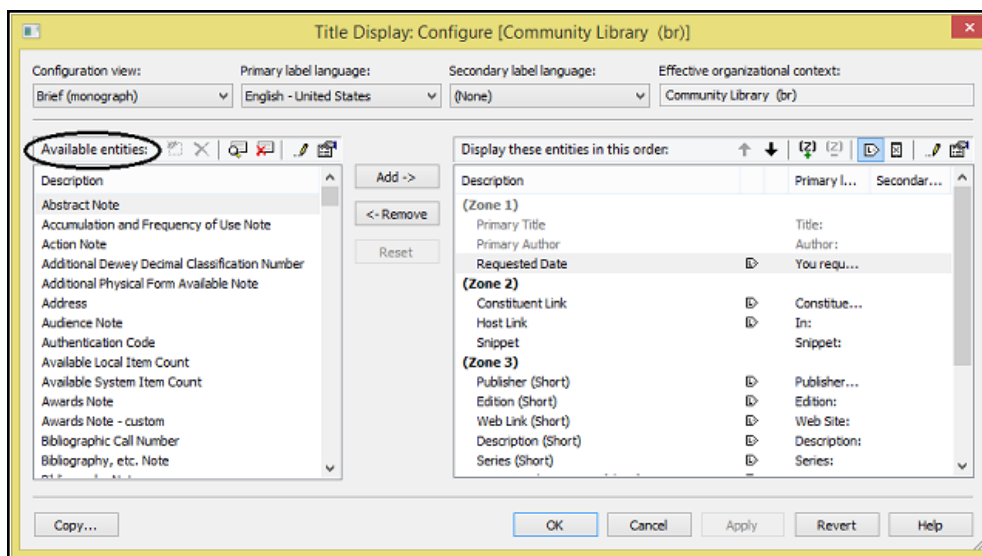 Title Display: Configure [Community Library (br)]
Configuration view:
Primary label language:
Secondary label language:
Effective organizational context:
Brief (monograph)
English - United States
(None)
Community Library (br)
Available entities:
Description
Abstract Note
Accumulation and Frequency of Use Note
Action Note
Additional Dewey Decimal Classification Number
Additional Physical Form Available Note
Address
Audience Note
Authentication Code
Available Local Item Count
Available System Item Count
Awards Note
Awards Note - custom
Bibliographic Call Number
Bibliography, etc. Note
Add ->
<- Remove
Reset
Display these entities in this order:
Description Primary l... Secondar...
(Zone 1)
Primary Title Title:
Primary Author Author:
Requested Date You requ...
(Zone 2)
Constituent Link Constitue...
Host Link In:
Snippet Snippet:
(Zone 3)
Publisher (Short) Publisher...
Edition (Short) Edition:
Web Link (Short) Web Site:
Description (Short) Description:
Series (Short) Series:
Copy...
OK
Cancel
Apply
Revert
Help